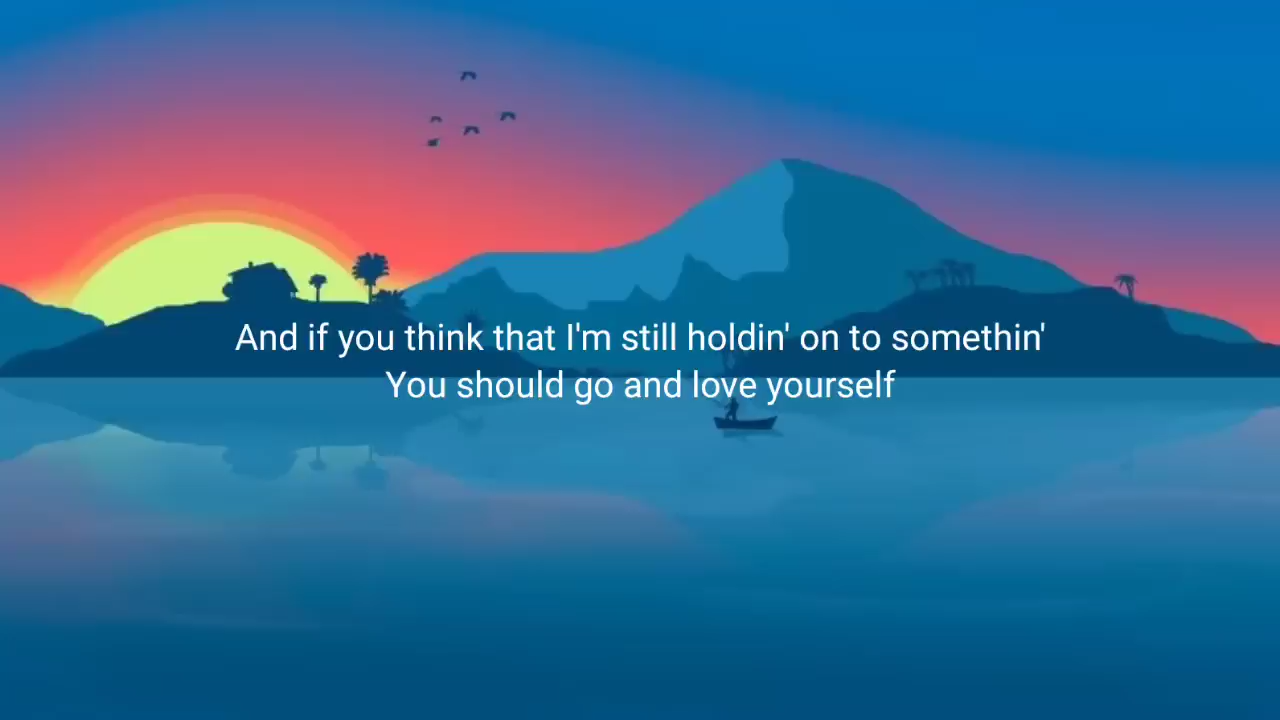 And if you think that I'm still holdin' on to somethin'
You should go and love yourself